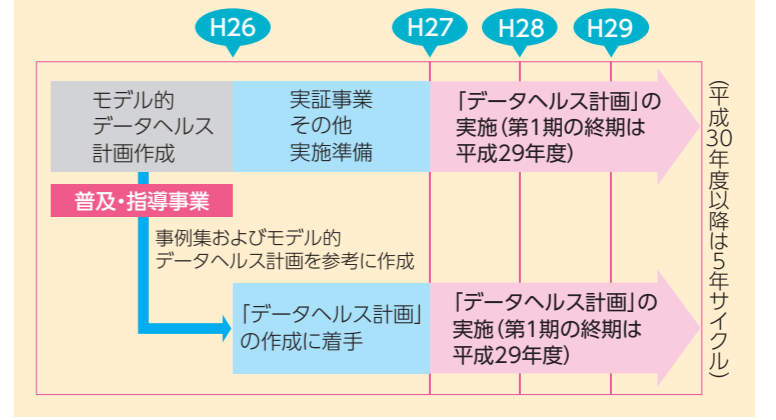 H26
H27
H28
H29
モデル的
データヘルス
計画作成
実証事業
その他
実施準備
「データヘルス計画」の
実施(第1期の終期は
平成29年度)
普及・指導事業
事例集およびモデル的
データヘルス計画を参考に作成
「データヘルス計画」
の作成に着手
「データヘルス計画」の
実施(第1期の終期は
平成29年度)
(平成30年度以降は5年サイクル)